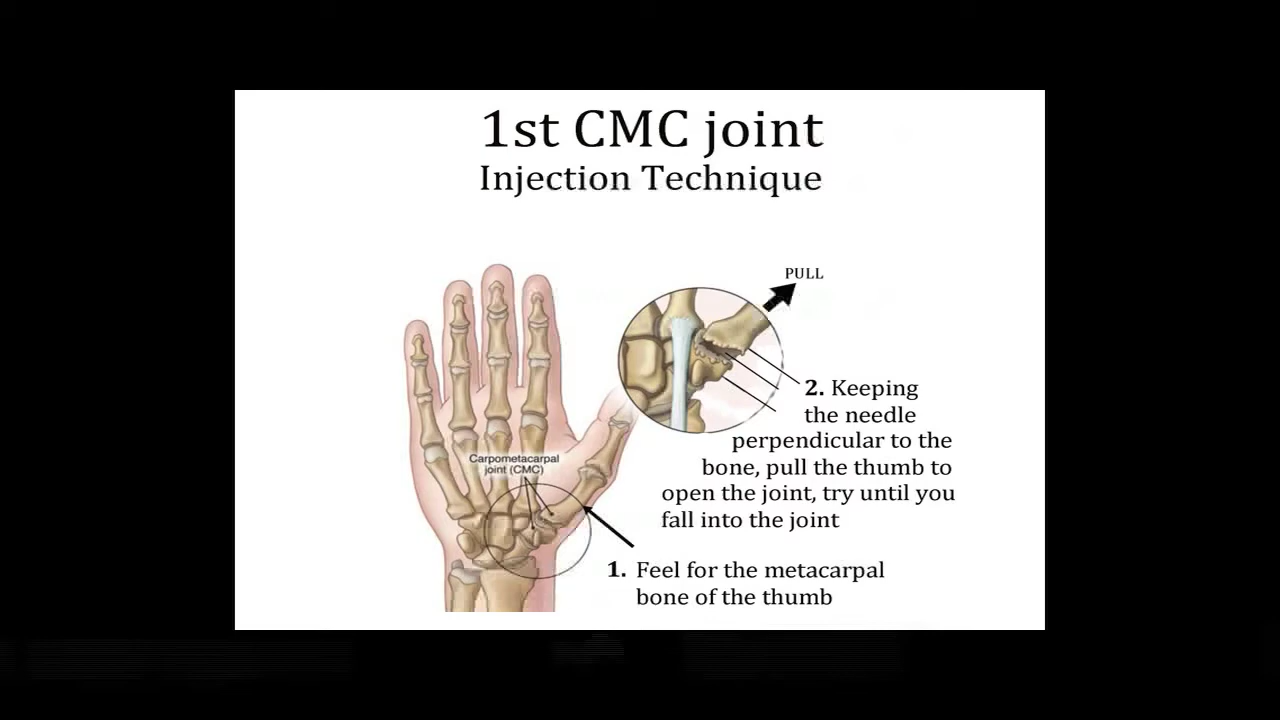 1st CMC joint
Injection Technique
PULL
Carpometacarpal
joint (CMC)
2. Keeping
the needle
perpendicular to the
bone, pull the thumb to
open the joint, try until you
fall into the joint
1. Feel for the metacarpal
bone of the thumb